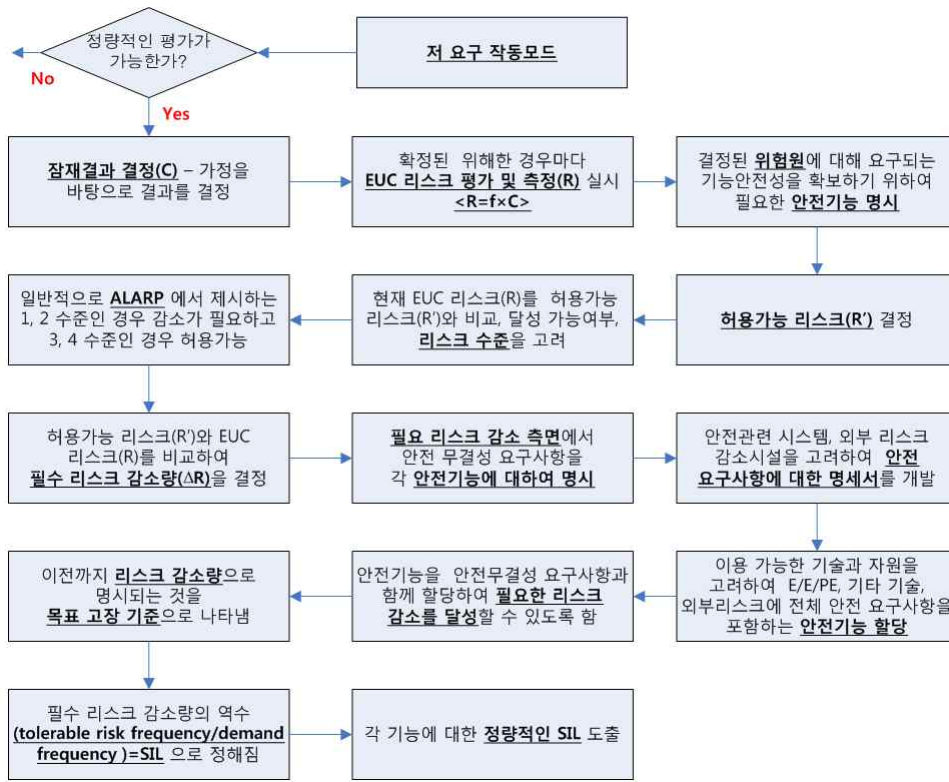 정량적인 평가가
가능한가?
저 요구 작동모드
No
Yes
잠재결과 결정(C) – 가정을
바탕으로 결과를 결정
확정된 위해한 경우마다
EUC 리스크 평가 및 측정(R) 실시
<R=f×C>
결정된 위험원에 대해 요구되는
기능안전성을 확보하기 위하여
필요한 안전기능 명시
허용가능 리스크(R') 결정
현재 EUC 리스크(R)를 허용가능
리스크(R')와 비교, 달성 가능여부,
리스크 수준을 고려
일반적으로 ALARP 에서 제시하는
1, 2 수준인 경우 감소가 필요하고
3, 4 수준인 경우 허용가능
허용가능 리스크(R')와 EUC
리스크(R)를 비교하여
필수 리스크 감소량(ΔR)을 결정
필요 리스크 감소 측면에서
안전 무결성 요구사항을
각 안전기능에 대하여 명시
안전관련 시스템, 외부 리스크
감소시설을 고려하여 안전
요구사항에 대한 명세서를 개발
이용 가능한 기술과 자원을
고려하여 E/E/PE, 기타 기술,
외부리스크에 전체 안전 요구사항을
포함하는 안전기능 할당
안전기능을 안전무결성 요구사항과
함께 할당하여 필요한 리스크
감소를 달성할 수 있도록 함
이전까지 리스크 감소량으로
명시되는 것을
목표 고장 기준으로 나타냄
필수 리스크 감소량의 역수
(tolerable risk frequency/demand
frequency )=SIL 으로 정해짐
각 기능에 대한 정량적인 SIL 도출